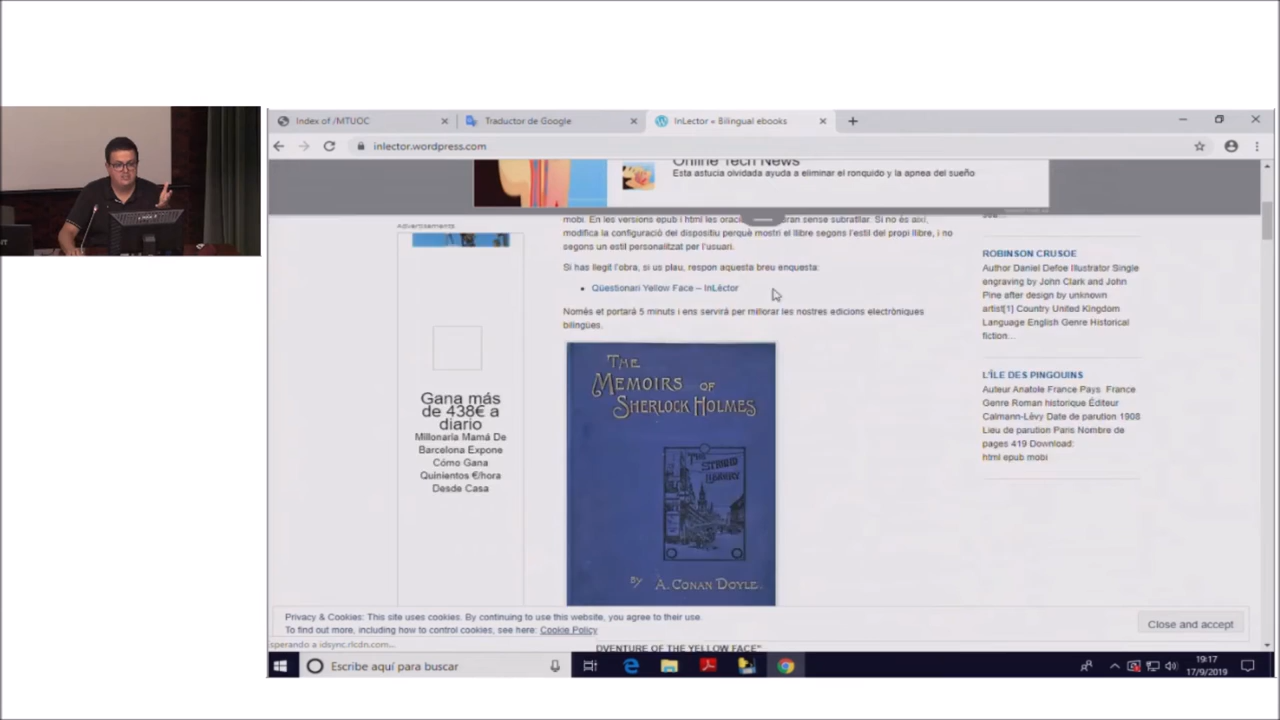 Index of /MTUOC
Traductor de Google
InLector « Bilingual ebooks
inlector.wordpress.com
Online Tech News
Esta astucia olvidada ayuda a eliminar el ronquido y la apnea del sueño
Advertisements
Gana más
de 438€ a
diario
Millonaria Mamá De
Barcelona Expone
Cómo Gana
Quinientos €/hora
Desde Casa
mobi. En les versions epub i html les sense subratllar. Si no és així,
modifica la configuració del dispositiu perquè mostri el llibre segons l'estil del propi llibre, i no
segons un estil personalitzat per l'usuari.
Si has llegit l'obra, si us plau, respon aquesta breu enquesta:
• Qüestionari Yellow Face – InLéctor
Només et portarà 5 minuts i ens servirà per millorar les nostres edicions electròniques
bilingües.
THE
MEMOIRS OF
SHERLOCK HOLMES
THE STRAND
LIBRARY
BY A. CONAN DOYLE.
DVENTURE OF THE YELLOW FACE"
ROBINSON CRUSOE
Author Daniel Defoe Illustrator Single
engraving by John Clark and John
Pine after design by unknown
artist[1] Country United Kingdom
Language English Genre Historical
fiction...
L'ÎLE DES PINGOUINS
Auteur Anatole France Pays France
Genre Roman historique Éditeur
Calmann-Lévy Date de parution 1908
Lieu de parution Paris Nombre de
pages 419 Download:
html epub mobi
Privacy & Cookies: This site uses cookies. By continuing to use this website, you agree to their use.
To find out more, including how to control cookies, see here: Cookie Policy
Close and accept
sperando a idsync.rlcdn.com...
Escribe aquí para buscar
19:17
17/9/2019